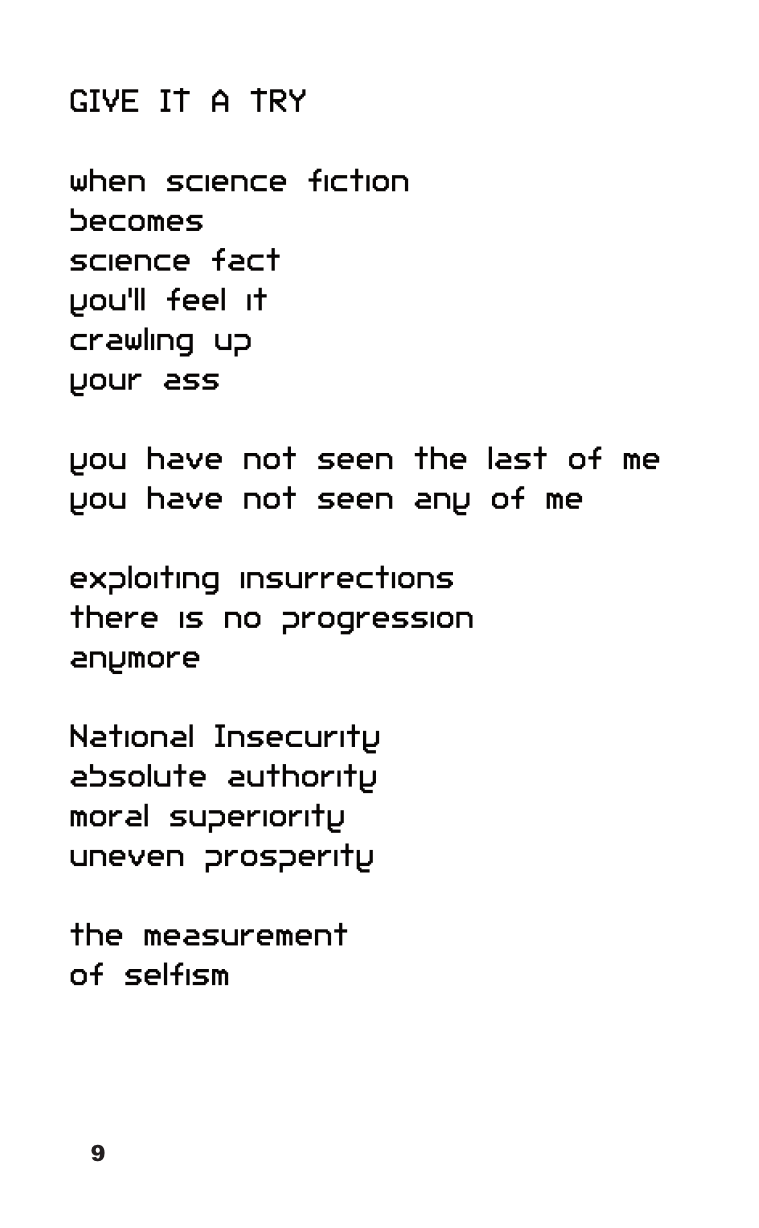 GIVE IT A TRY
when science fiction
becomes
science fact
you'll feel it
crawling up
your ass
you have not seen the last of me
you have not seen any of me
exploiting insurrections
there is no progression
anymore
National Insecurity
absolute authority
moral superiority
uneven prosperity
the measurement
of selfism
9